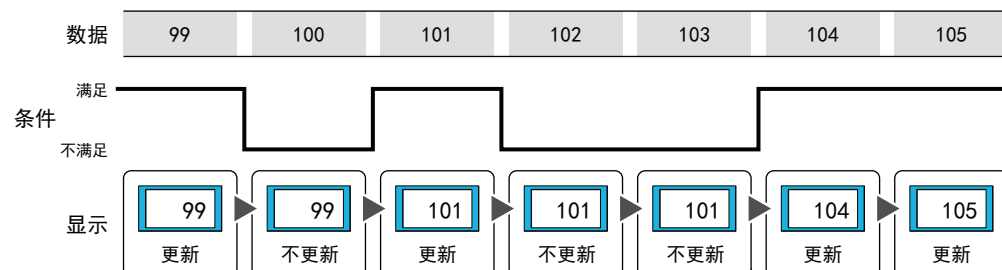 数据 99 100 101 102 103 104 105
满足
条件
不满足
显示 99 99 101 101 101 104 105
更新 不更新 更新 不更新 不更新 更新 更新